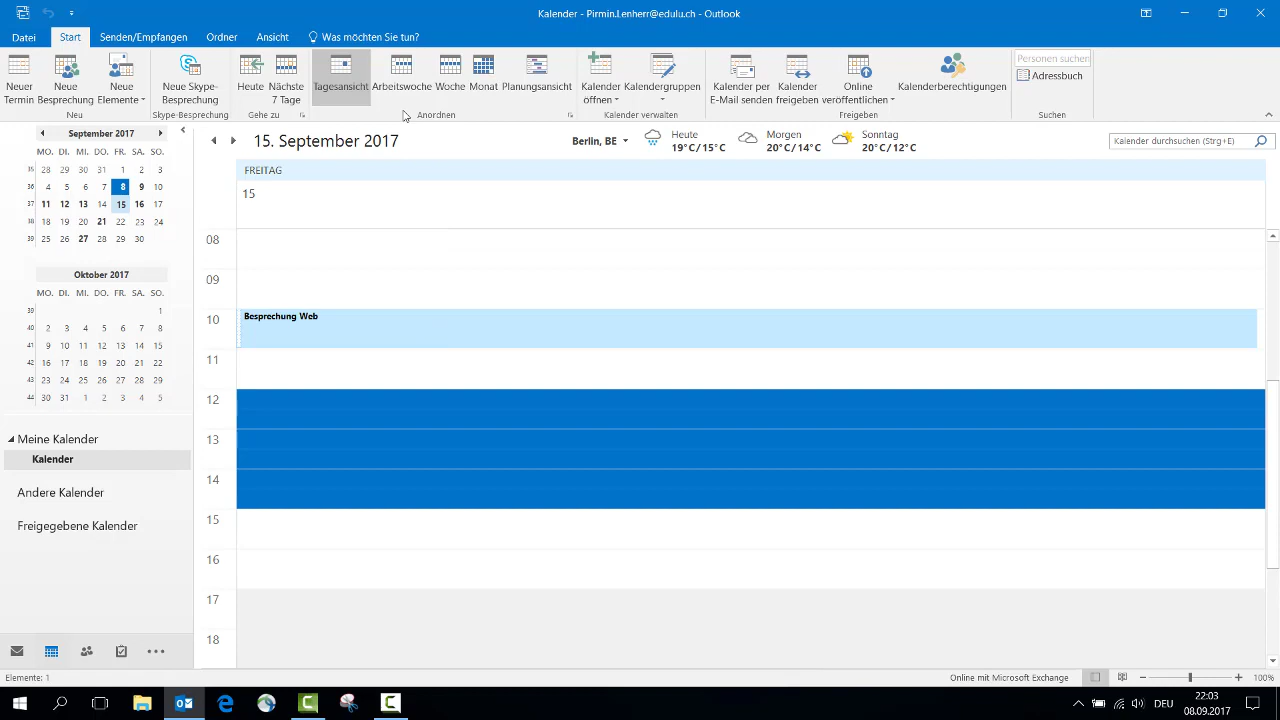 Kalender - Pirmin.Lenherr@edulu.ch - Outlook
Datei Start Senden/Empfangen Ordner Ansicht Was möchten Sie tun?
Neuer Termin
Neue Besprechung
Neue Elemente
Neu
Neue Skype-Besprechung
Skype-Besprechung
Heute
Nächste 7 Tage
Gehe zu
Tagesansicht
Arbeitswoche
Woche
Monat
Planungsansicht
Anordnen
Kalender öffnen
Kalendergruppen
Kalender verwalten
Kalender per E-Mail senden
Kalender freigeben
Online veröffentlichen
Kalenderberechtigungen
Freigeben
Personen suchen
Adressbuch
Suchen
September 2017
MO. DI. MI. DO. FR. SA. SO.
35 28 29 30 31 1 2 3
36 4 5 6 7 8 9 10
37 11 12 13 14 15 16 17
38 18 19 20 21 22 23 24
39 25 26 27 28 29 30
Oktober 2017
MO. DI. MI. DO. FR. SA. SO.
39 1
40 2 3 4 5 6 7 8
41 9 10 11 12 13 14 15
42 16 17 18 19 20 21 22
43 23 24 25 26 27 28 29
44 30 31 1 2 3 4 5
Meine Kalender
Kalender
Andere Kalender
Freigegebene Kalender
15. September 2017
Berlin, BE
Heute
19°C/15°C
Morgen
20°C/14°C
Sonntag
20°C/12°C
Kalender durchsuchen (Strg+E)
FREITAG
15
08
09
10 Besprechung Web
11
12
13
14
15
16
17
18
Elemente: 1
Online mit Microsoft Exchange
100%
DEU
22:03
08.09.2017